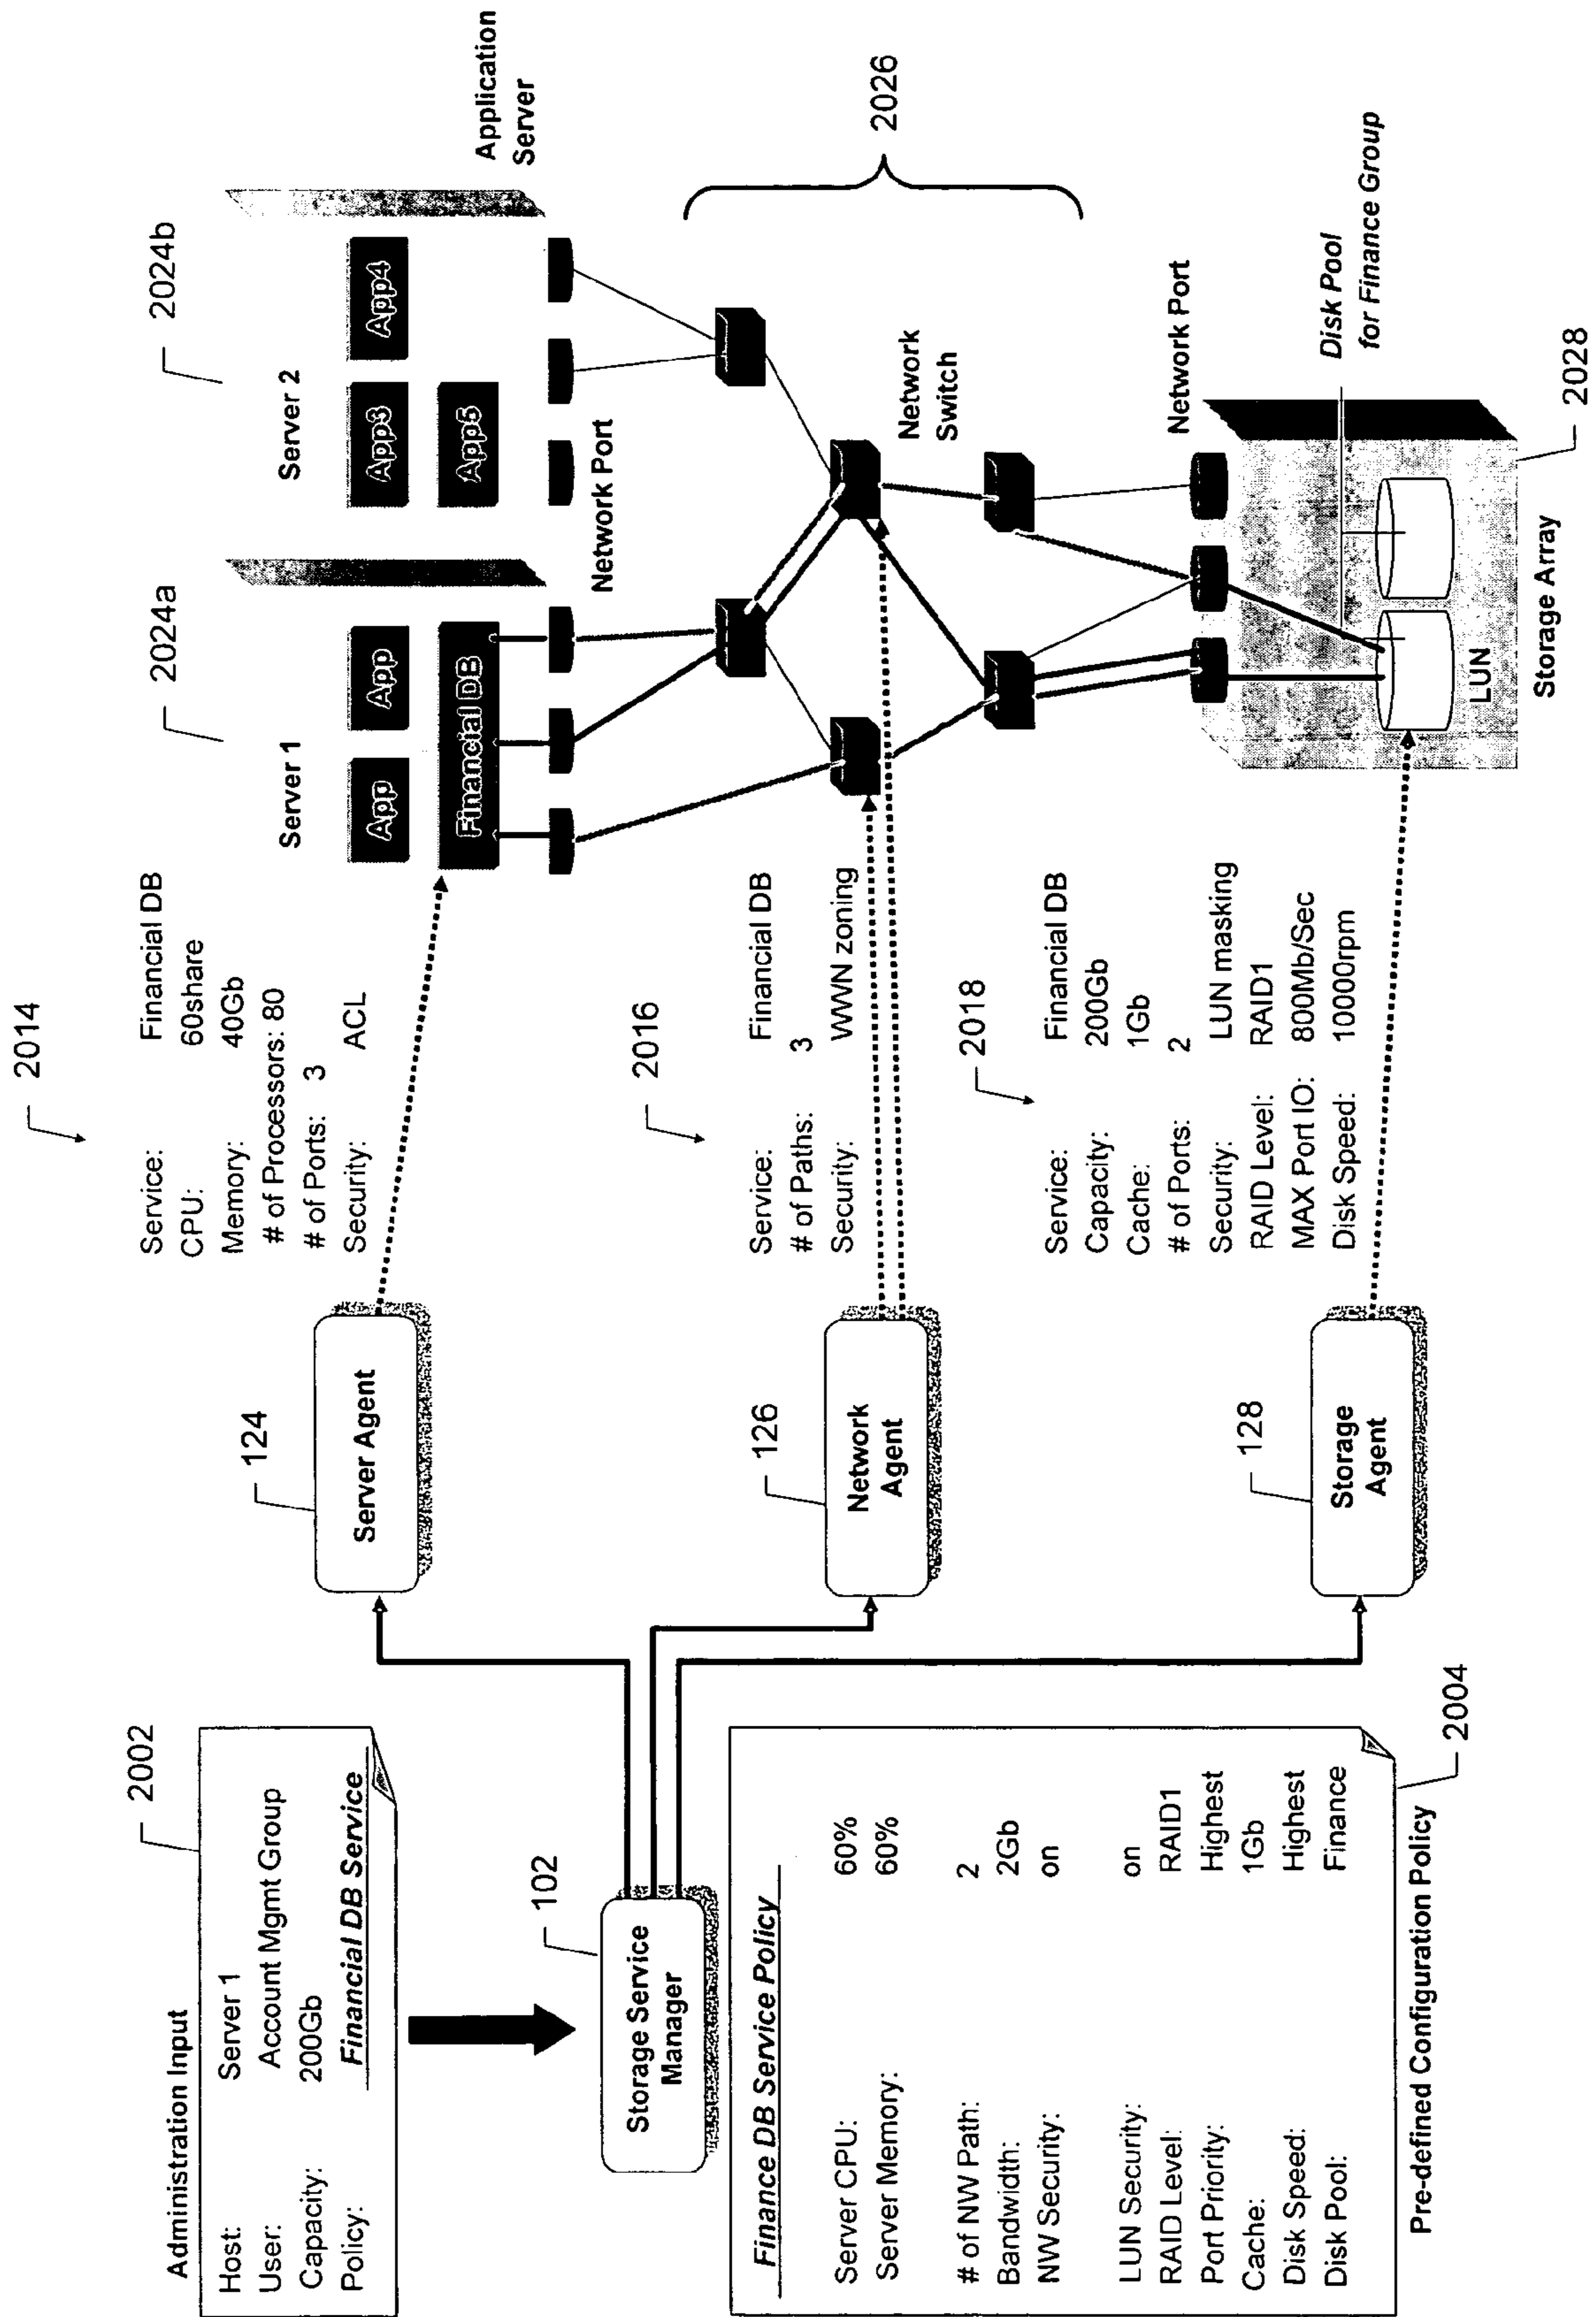 Administration Input
2002
Host: Server 1
User: Account Mgmt Group
Capacity: 200Gb
Policy: Financial DB Service
102
Storage Service
Manager
Finance DB Service Policy
Server CPU: 60%
Server Memory: 60%
# of NW Path: 2
Bandwidth: 2Gb
NW Security: on
LUN Security: on
RAID Level: RAID1
Port Priority: Highest
Cache: 1Gb
Disk Speed: Highest
Disk Pool: Finance
2004
Pre-defined Configuration Policy
124
Server Agent
126
Network
Agent
128
Storage
Agent
2014
Service: Financial DB
CPU: 60share
Memory: 40Gb
# of Processors: 80
# of Ports: 3
Security: ACL
2016
Service: Financial DB
# of Paths: 3
Security: WWN zoning
2018
Service: Financial DB
Capacity: 200Gb
Cache: 1Gb
# of Ports: 2
Security: LUN masking
RAID Level: RAID1
MAX Port IO: 800Mb/Sec
Disk Speed: 10000rpm
2024a
Server 1
App App
Financial DB
2024b
Server 2
App3 App4
App5
Application
Server
Network Port
2026
Network
Switch
Network Port
Disk Pool
for Finance Group
LUN
2028
Storage Array